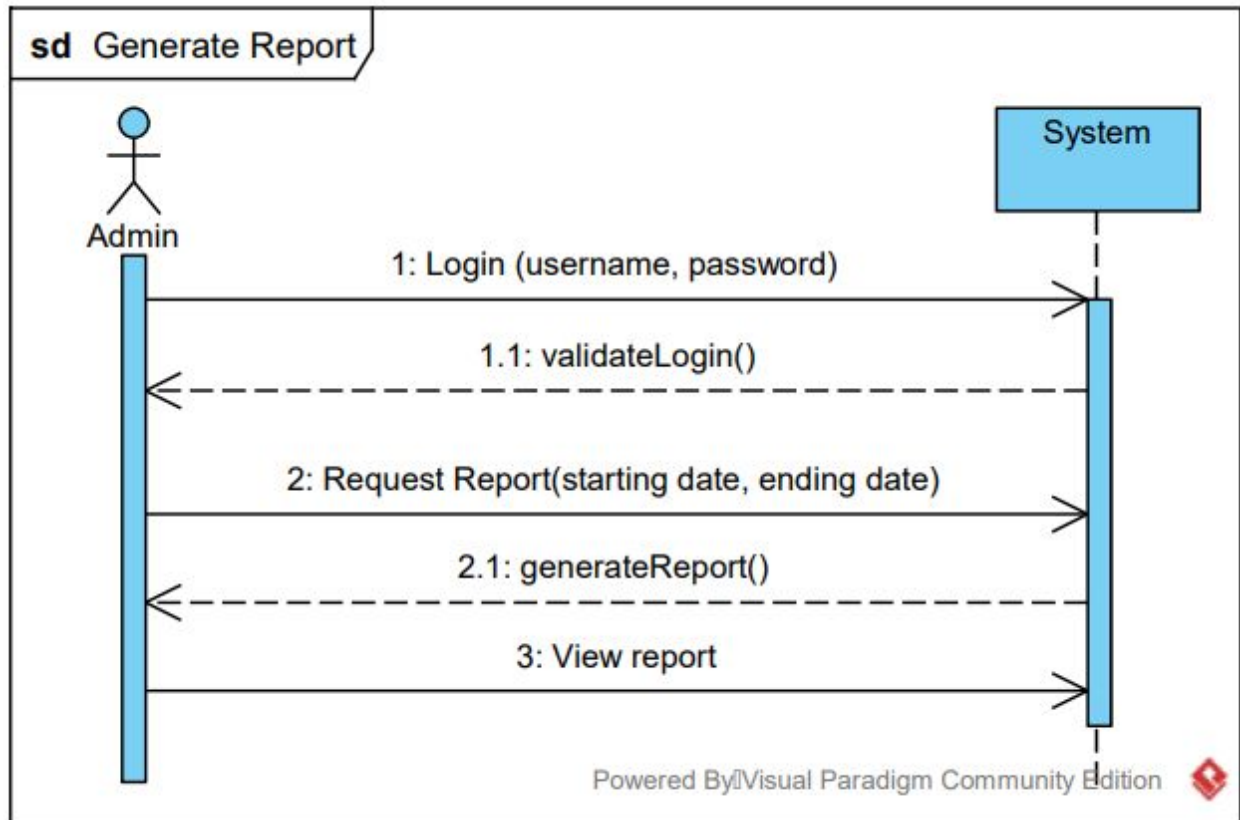 sd Generate Report
System
Admin
1: Login (username, password)
1.1: validateLogin()
2: Request Report(starting date, ending date)
2.1: generateReport()
3: View report
Powered By Visual Paradigm Community Edition